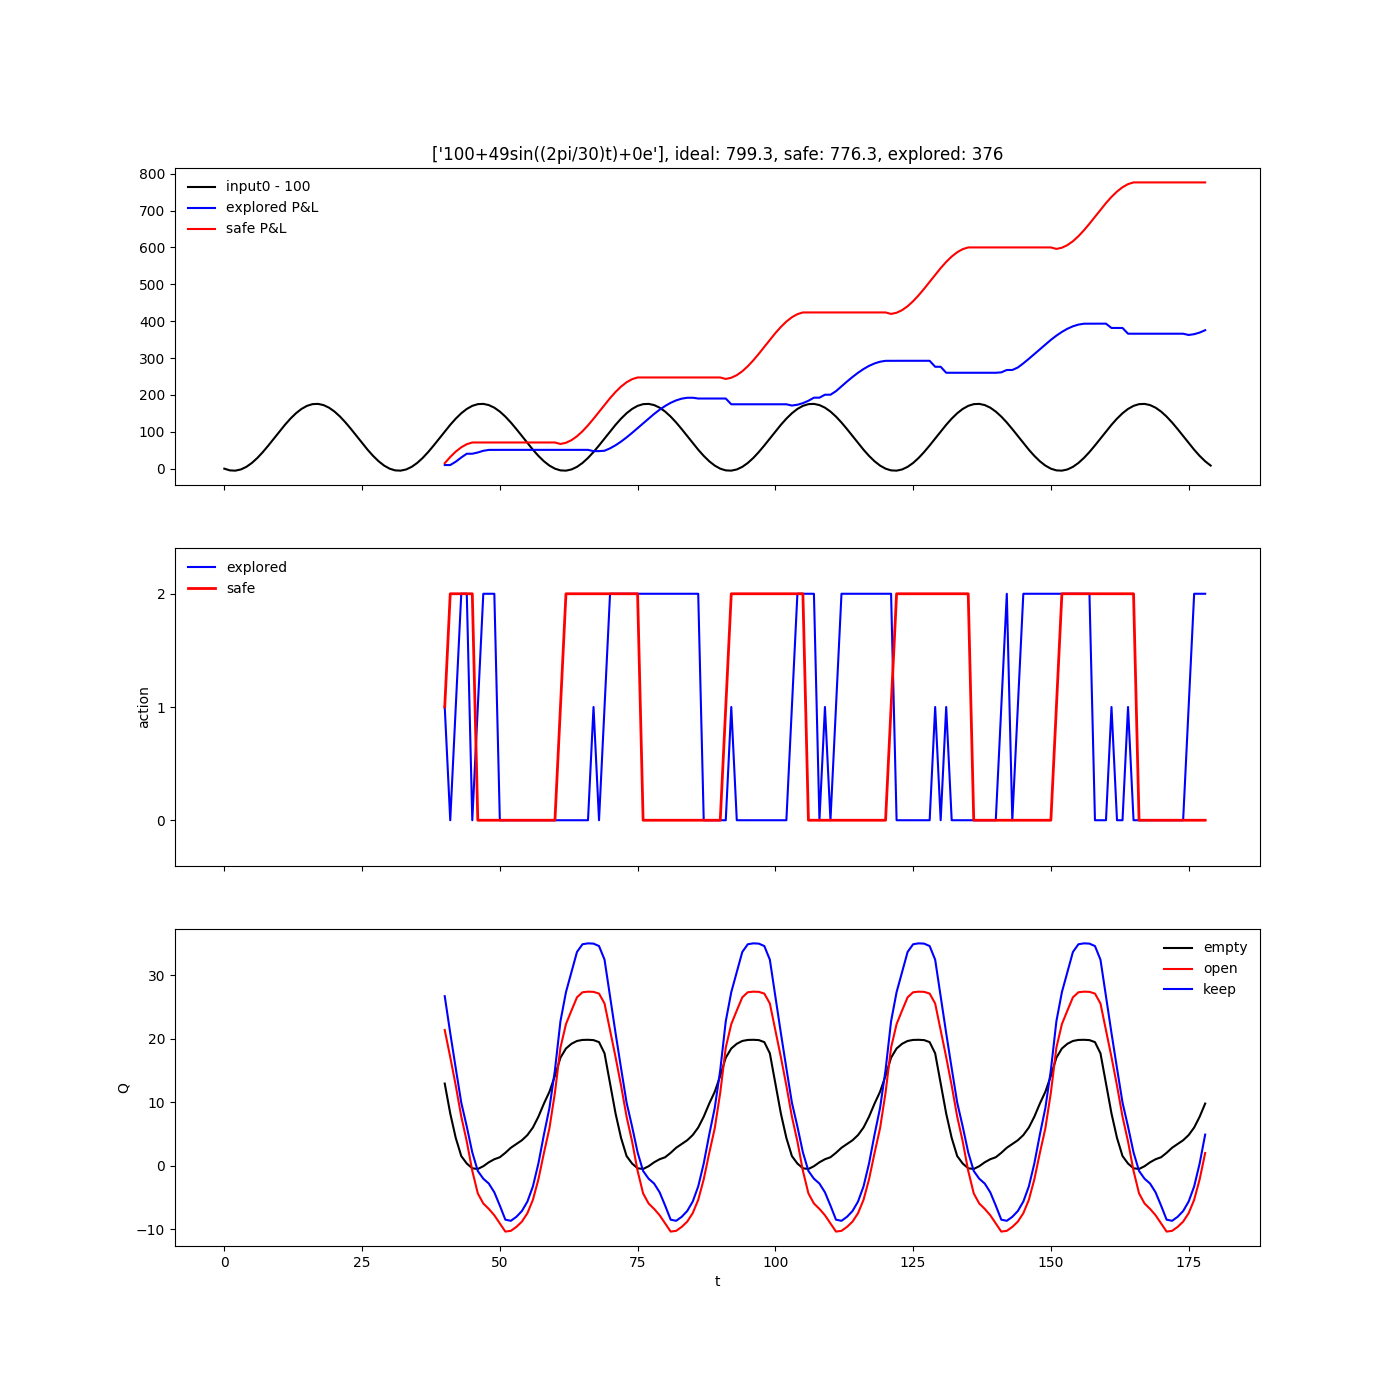 ['100+49sin((2pi/30)t)+0e'], ideal: 799.3, safe: 776.3, explored: 376
800
700
600
500
400
300
200
100
0
input0 - 100
explored P&L
safe P&L
action
2
1
0
explored
safe
Q
30
20
10
0
−10
empty
open
keep
0 25 50 75 100 125 150 175
t